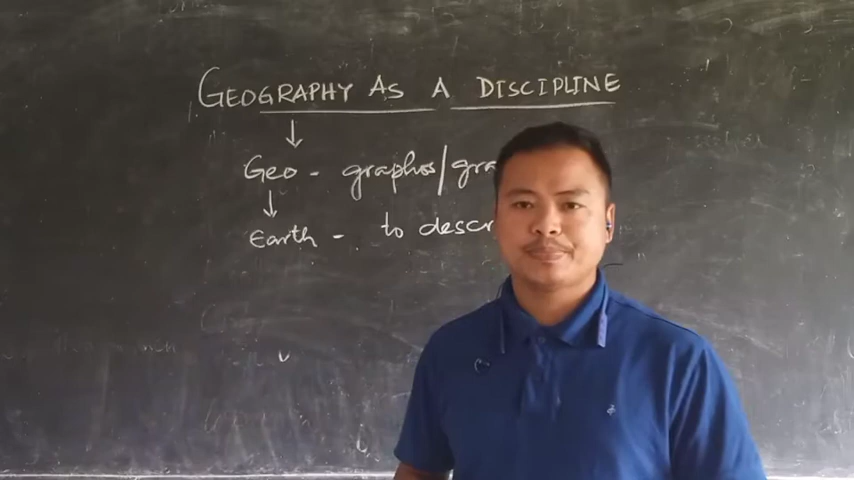 GEOGRAPHY AS A DISCIPLINE
Geo - graphos/gra
Earth - to descr